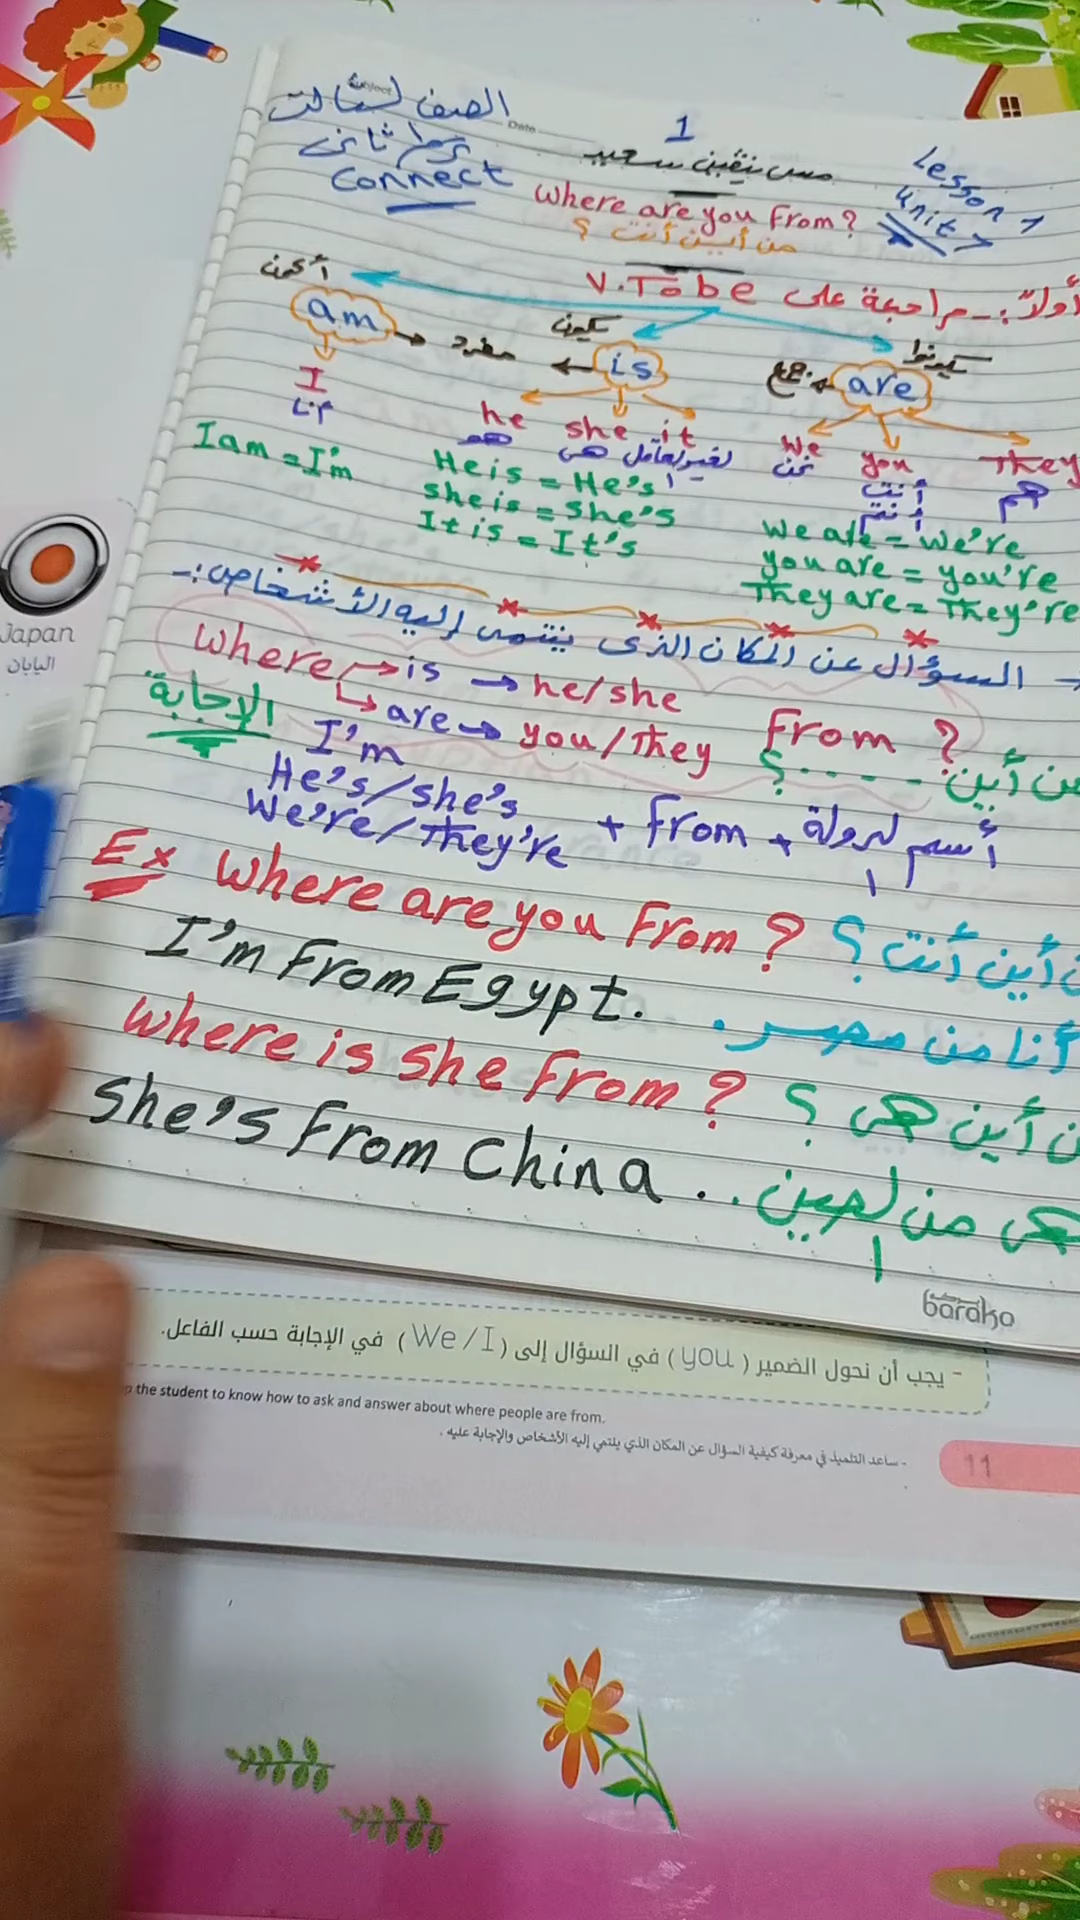 Subject
Date
الصف الثالث
ترم ثاني
Connect
1
مس نيفين سعيد
Lesson 1
Unit 7
Where are you From?
من أين أنت ؟
أولاً :- مراجعة على V. To be
أكون
am → مفرد ← is يكون
جمع ← are يكونوا
I
أنا
he she it
هو هي لغير العاقل
We you They
نحن أنت هم
أنتم
I am = I'm
He is = He's
she is = she's
It is = It's
we are = we're
you are = you're
They are = They're
السؤال عن المكان الذى ينتمى إليه الأشخاص :-
where → is → he/she
↳ are → you/They From ?
من أين ..... ؟
الإجابة
I'm
He's/she's
We're/They're + From + أسم الدولة
Ex Where are you From ? من أين أنت ؟
I'm From Egypt. أنا من مصر .
where is she From ? من أين هى ؟
She's From China .. هى من الصين
baraka
Japan
اليابان
- يجب أن نحول الضمير ( you ) في السؤال إلى ( We / I ) في الإجابة حسب الفاعل.
the student to know how to ask and answer about where people are from.
- ساعد التلميذ في معرفة كيفية السؤال عن المكان الذي ينتمي إليه الأشخاص والإجابة عليه .
11